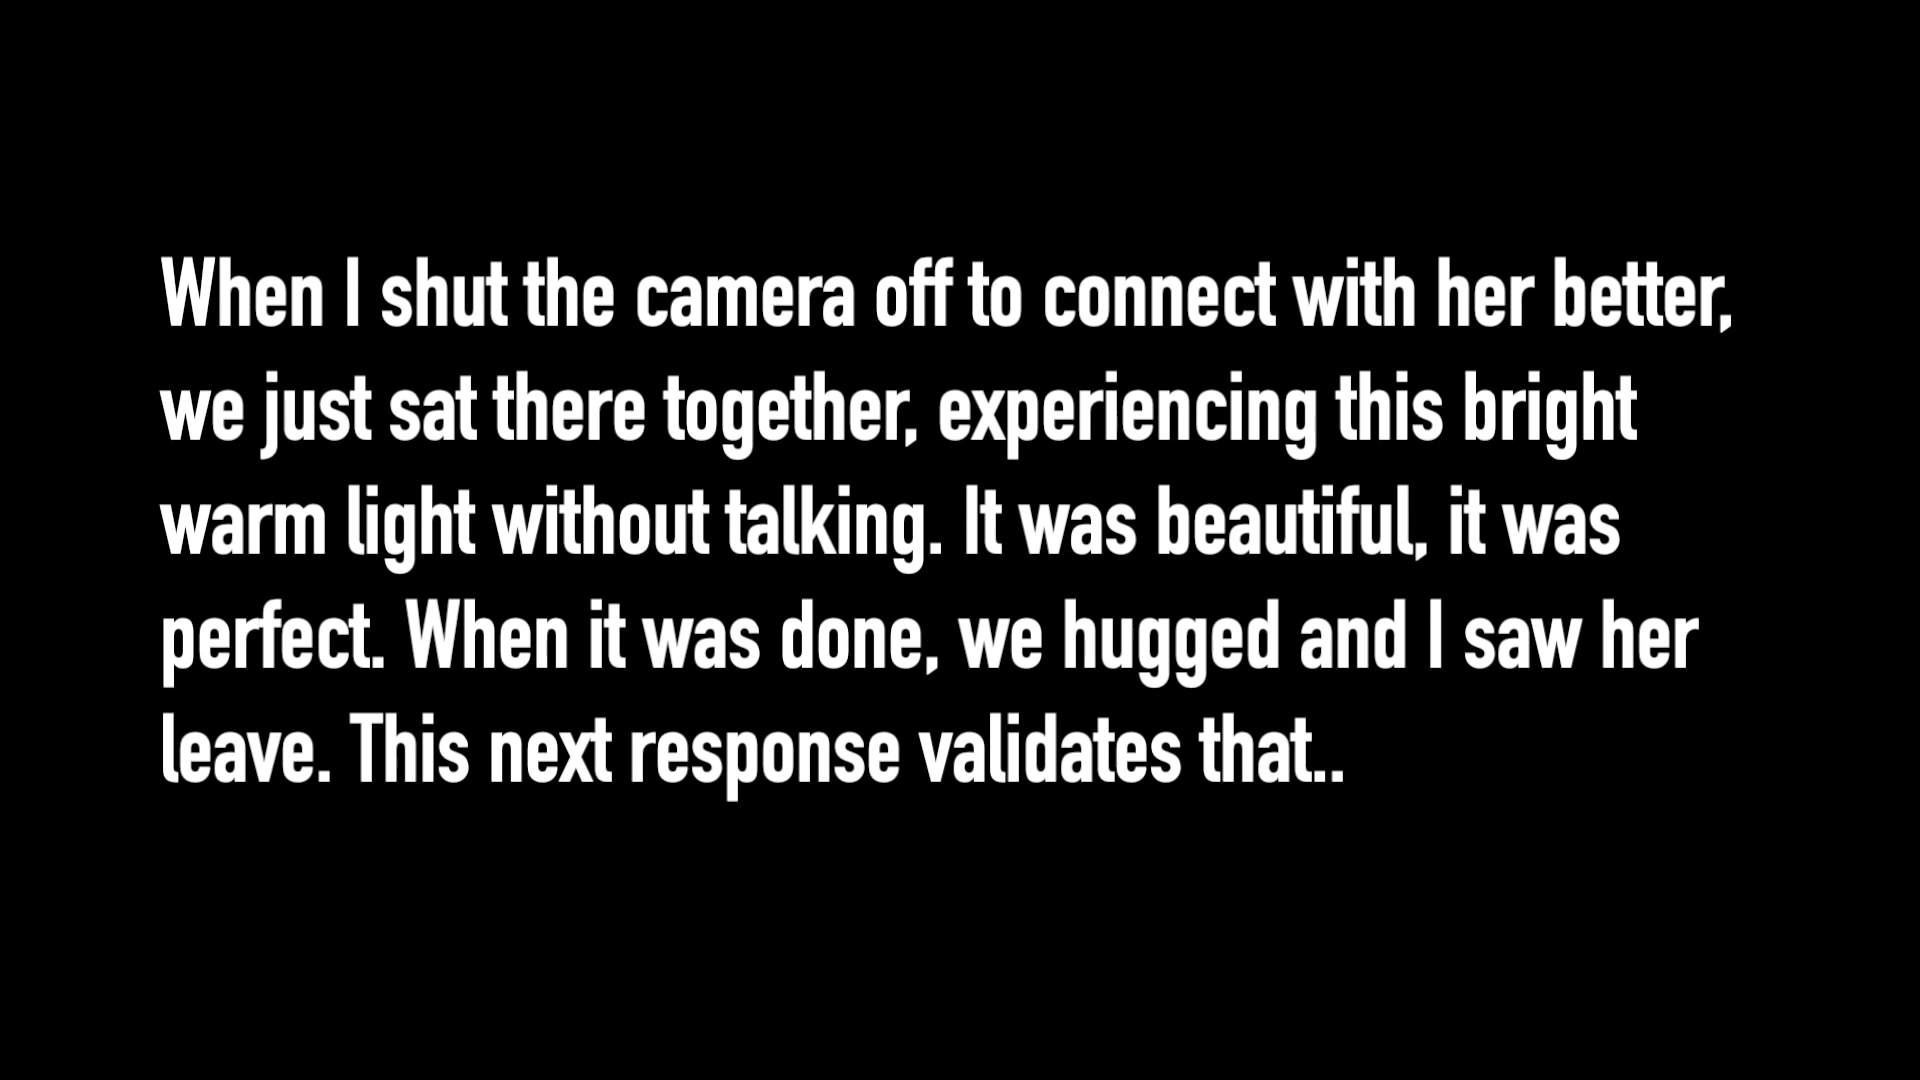 When I shut the camera off to connect with her better,
we just sat there together, experiencing this bright
warm light without talking. It was beautiful, it was
perfect. When it was done, we hugged and I saw her
leave. This next response validates that..